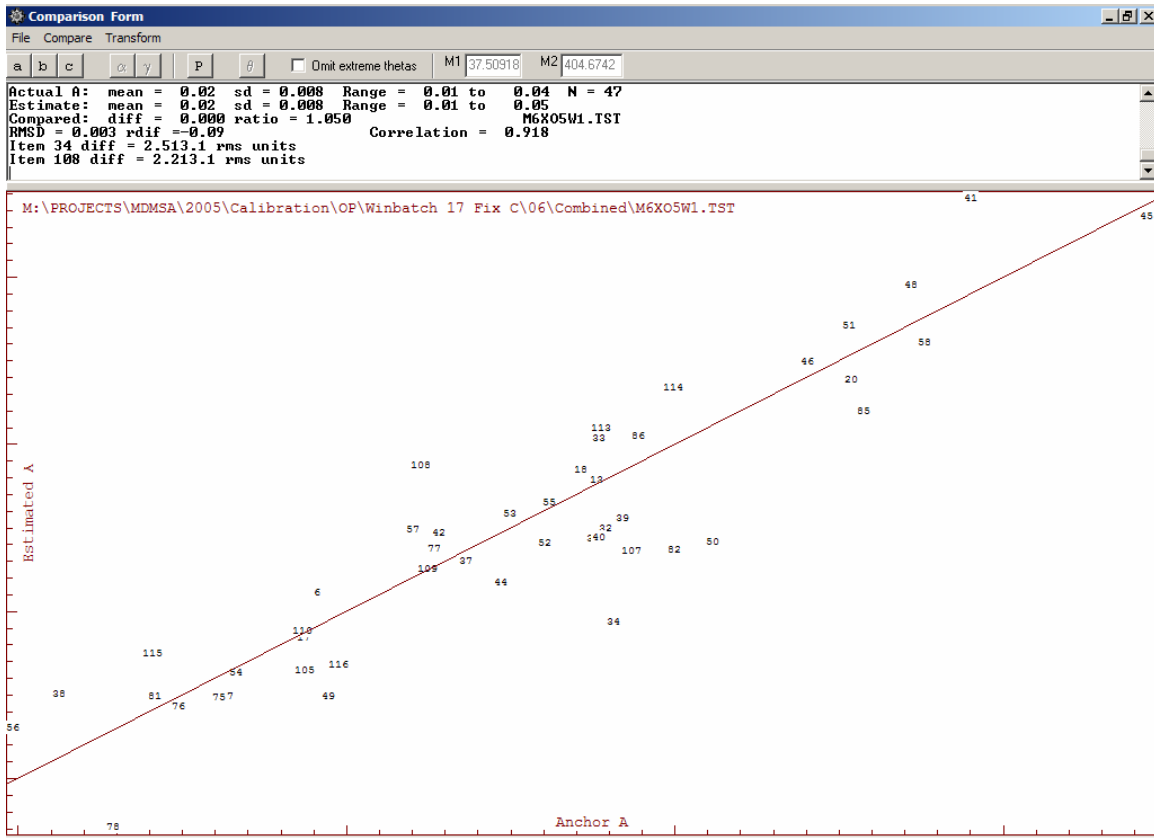 Comparison Form
File Compare Transform
a b c α γ P θ Omit extreme thetas M1 37.50918 M2 404.6742
Actual A: mean = 0.02 sd = 0.008 Range = 0.01 to 0.04 N = 47
Estimate: mean = 0.02 sd = 0.008 Range = 0.01 to 0.05
Compared: diff = 0.000 ratio = 1.050 M6XO5W1.TST
RMSD = 0.003 rdif =-0.09 Correlation = 0.918
Item 34 diff = 2.513.1 rms units
Item 108 diff = 2.213.1 rms units
M:\PROJECTS\MDMSA\2005\Calibration\OP\Winbatch 17 Fix C\06\Combined\M6XO5W1.TST
41
45
48
51
58
46
20
114
85
113
33 86
108
18
13
55
53 39
57 42 32
40
52 50
77 107 82
37
109
44
6
34
110
17
115
116
105
54
38 81 757 49
76
56
78
Estimated A
Anchor A